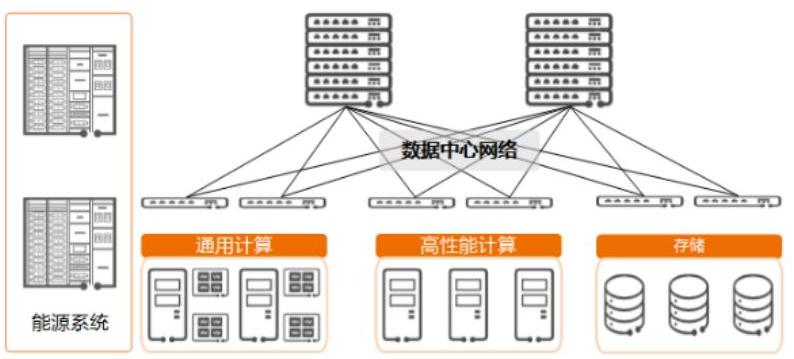 数据中心网络
通用计算
高性能计算
存储
能源系统